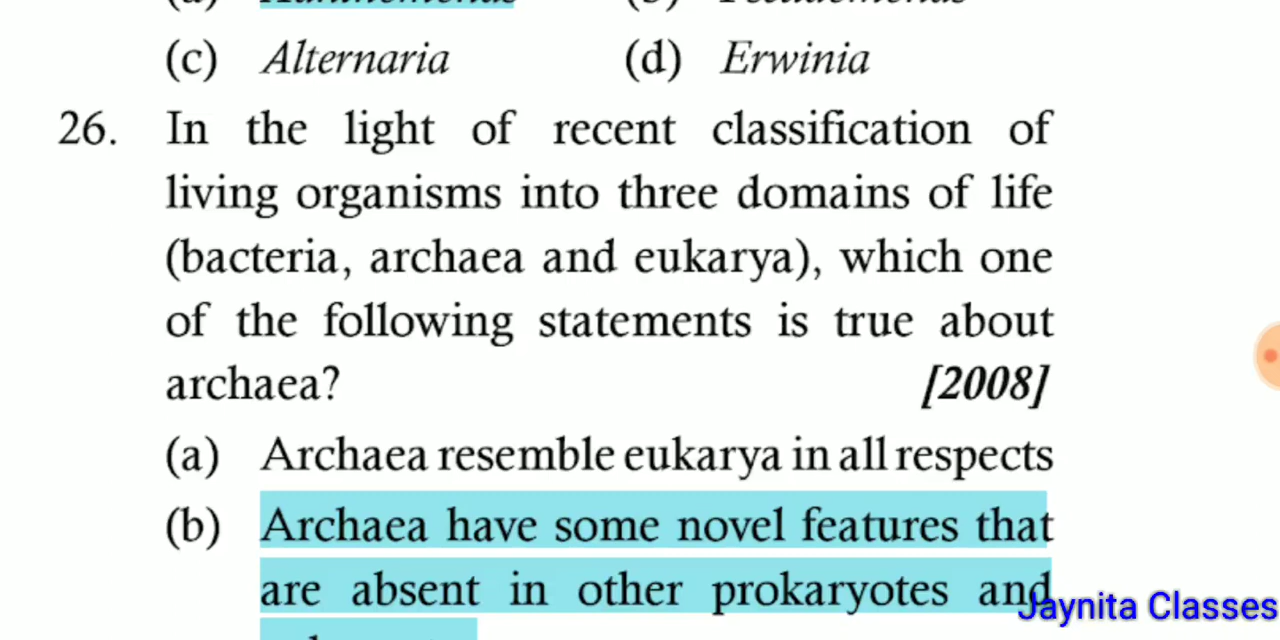 (c) Alternaria (d) Erwinia
26. In the light of recent classification of
living organisms into three domains of life
(bacteria, archaea and eukarya), which one
of the following statements is true about
archaea? [2008]
(a) Archaea resemble eukarya in all respects
(b) Archaea have some novel features that
are absent in other prokaryotes and
Jaynita Classes